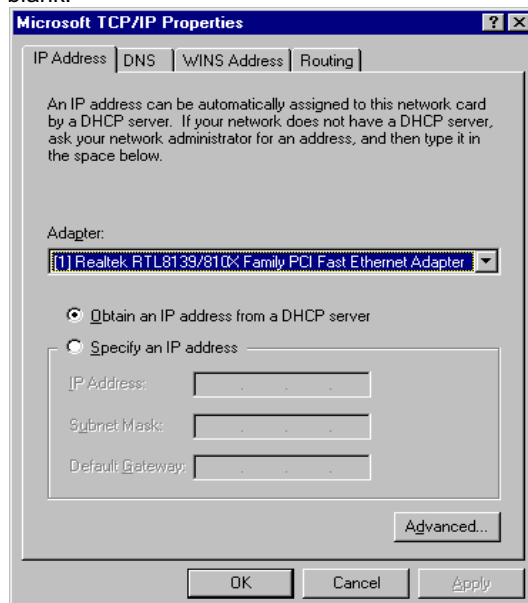 Microsoft TCP/IP Properties
IP Address DNS WINS Address Routing
An IP address can be automatically assigned to this network card
by a DHCP server. If your network does not have a DHCP server,
ask your network administrator for an address, and then type it in
the space below.
Adapter:
[1] Realtek RTL8139/810X Family PCI Fast Ethernet Adapter
Obtain an IP address from a DHCP server
Specify an IP address
IP Address:
Subnet Mask:
Default Gateway:
Advanced...
OK Cancel Apply